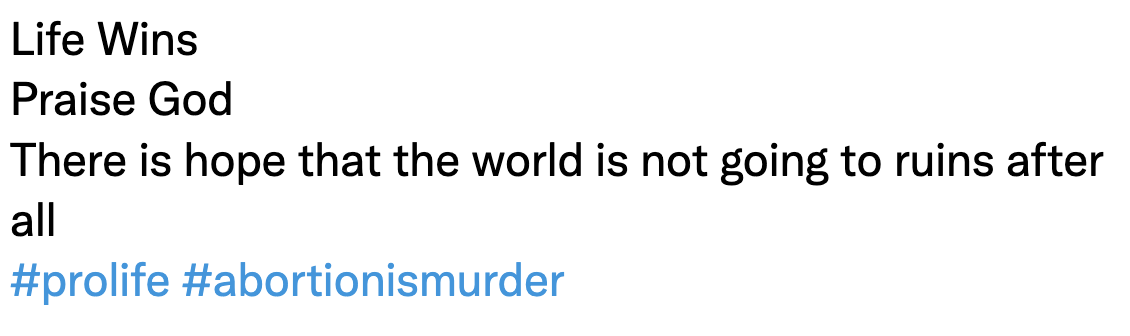 Life Wins
Praise God
There is hope that the world is not going to ruins after
all
#prolife #abortionismurder